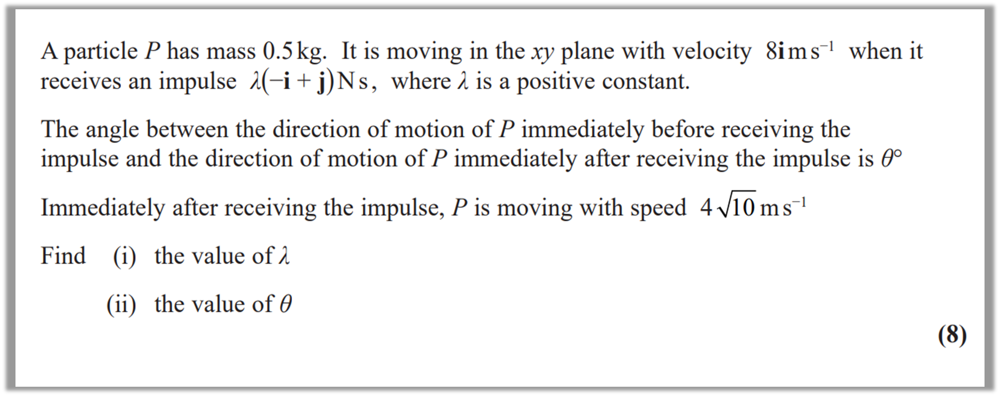 A particle P has mass 0.5 kg. It is moving in the xy plane with velocity 8i m s⁻¹ when it
receives an impulse λ(−i + j) N s, where λ is a positive constant.
The angle between the direction of motion of P immediately before receiving the
impulse and the direction of motion of P immediately after receiving the impulse is θ°
Immediately after receiving the impulse, P is moving with speed 4√10 m s⁻¹
Find (i) the value of λ
(ii) the value of θ
(8)